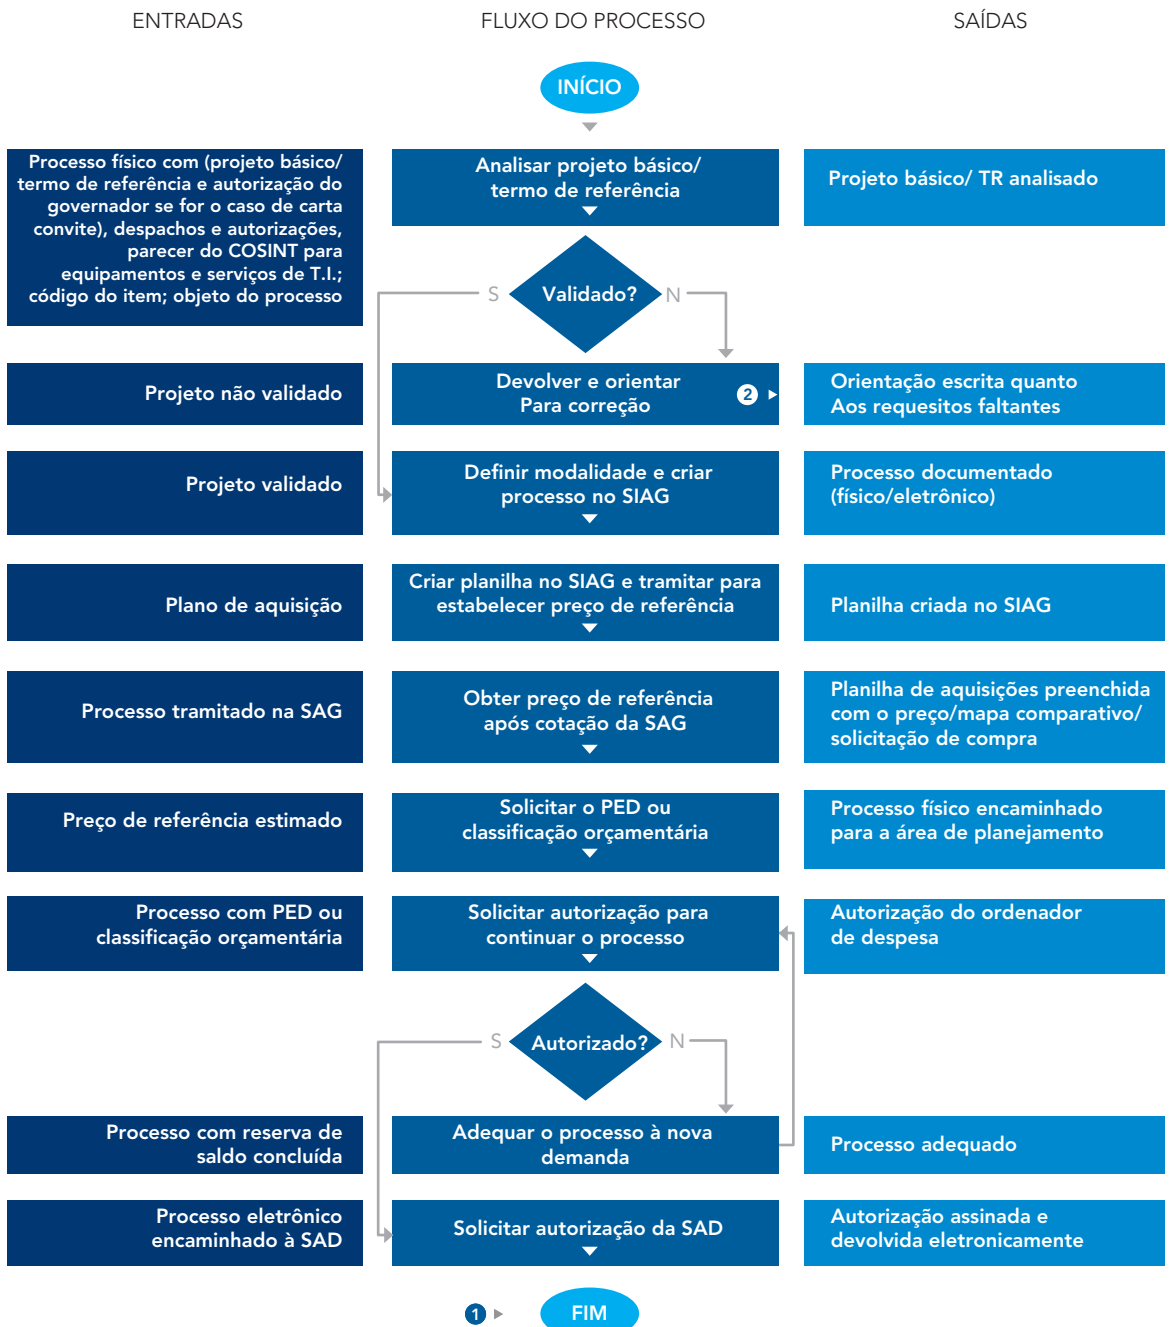 ENTRADAS
FLUXO DO PROCESSO
SAÍDAS
INÍCIO
Processo físico com (projeto básico/
termo de referência e autorização do
governador se for o caso de carta
convite), despachos e autorizações,
parecer do COSINT para
equipamentos e serviços de T.I.;
código do item; objeto do processo
Analisar projeto básico/
termo de referência
Projeto básico/ TR analisado
S
Validado?
N
Projeto não validado
Devolver e orientar
Para correção
2
Orientação escrita quanto
Aos requesitos faltantes
Projeto validado
Definir modalidade e criar
processo no SIAG
Processo documentado
(físico/eletrônico)
Plano de aquisição
Criar planilha no SIAG e tramitar para
estabelecer preço de referência
Planilha criada no SIAG
Processo tramitado na SAG
Obter preço de referência
após cotação da SAG
Planilha de aquisições preenchida
com o preço/mapa comparativo/
solicitação de compra
Preço de referência estimado
Solicitar o PED ou
classificação orçamentária
Processo físico encaminhado
para a área de planejamento
Processo com PED ou
classificação orçamentária
Solicitar autorização para
continuar o processo
Autorização do ordenador
de despesa
S
Autorizado?
N
Processo com reserva de
saldo concluída
Adequar o processo à nova
demanda
Processo adequado
Processo eletrônico
encaminhado à SAD
Solicitar autorização da SAD
Autorização assinada e
devolvida eletronicamente
1
FIM